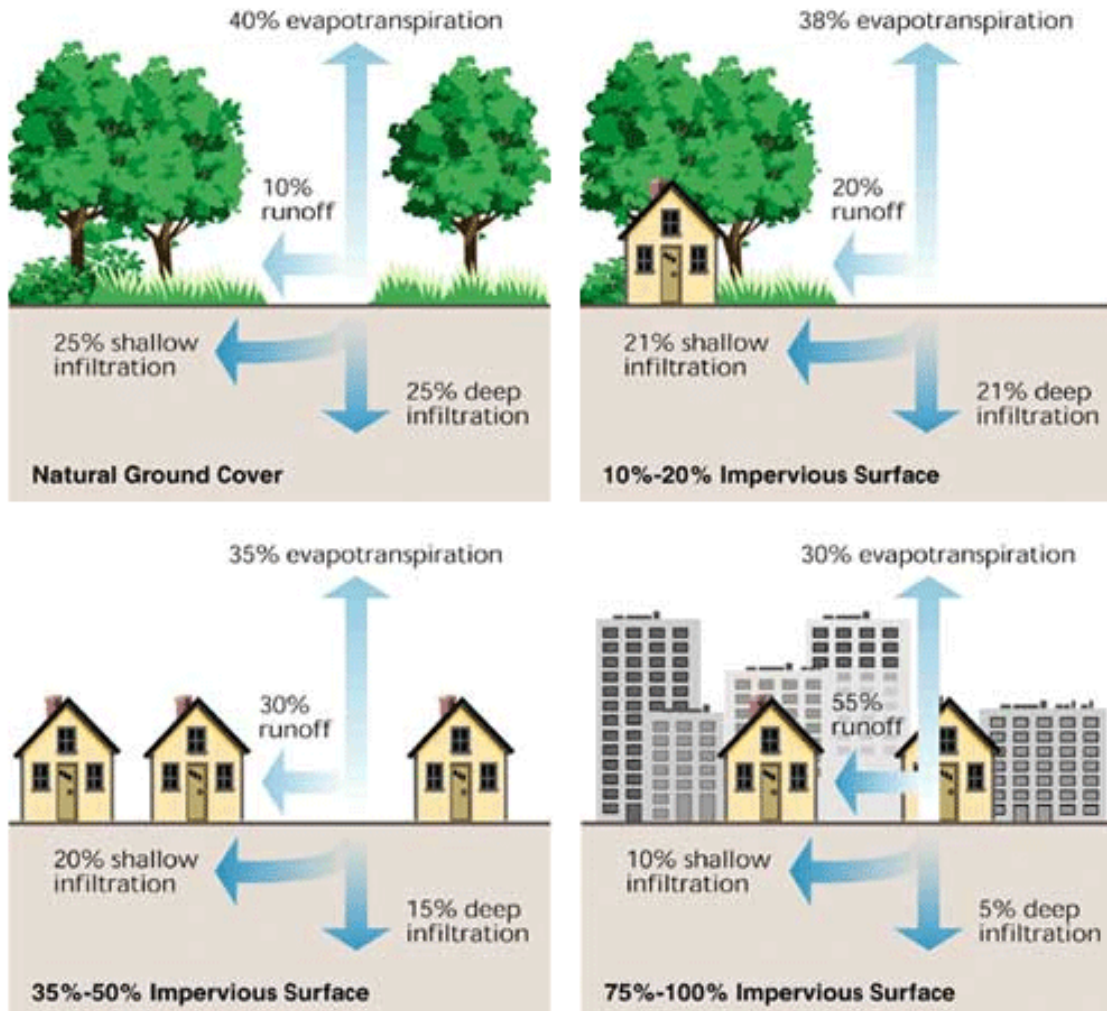 40% evapotranspiration
10%
runoff
25% shallow
infiltration
25% deep
infiltration
Natural Ground Cover
38% evapotranspiration
20%
runoff
21% shallow
infiltration
21% deep
infiltration
10%-20% Impervious Surface
35% evapotranspiration
30%
runoff
20% shallow
infiltration
15% deep
infiltration
35%-50% Impervious Surface
30% evapotranspiration
55%
runoff
10% shallow
infiltration
5% deep
infiltration
75%-100% Impervious Surface